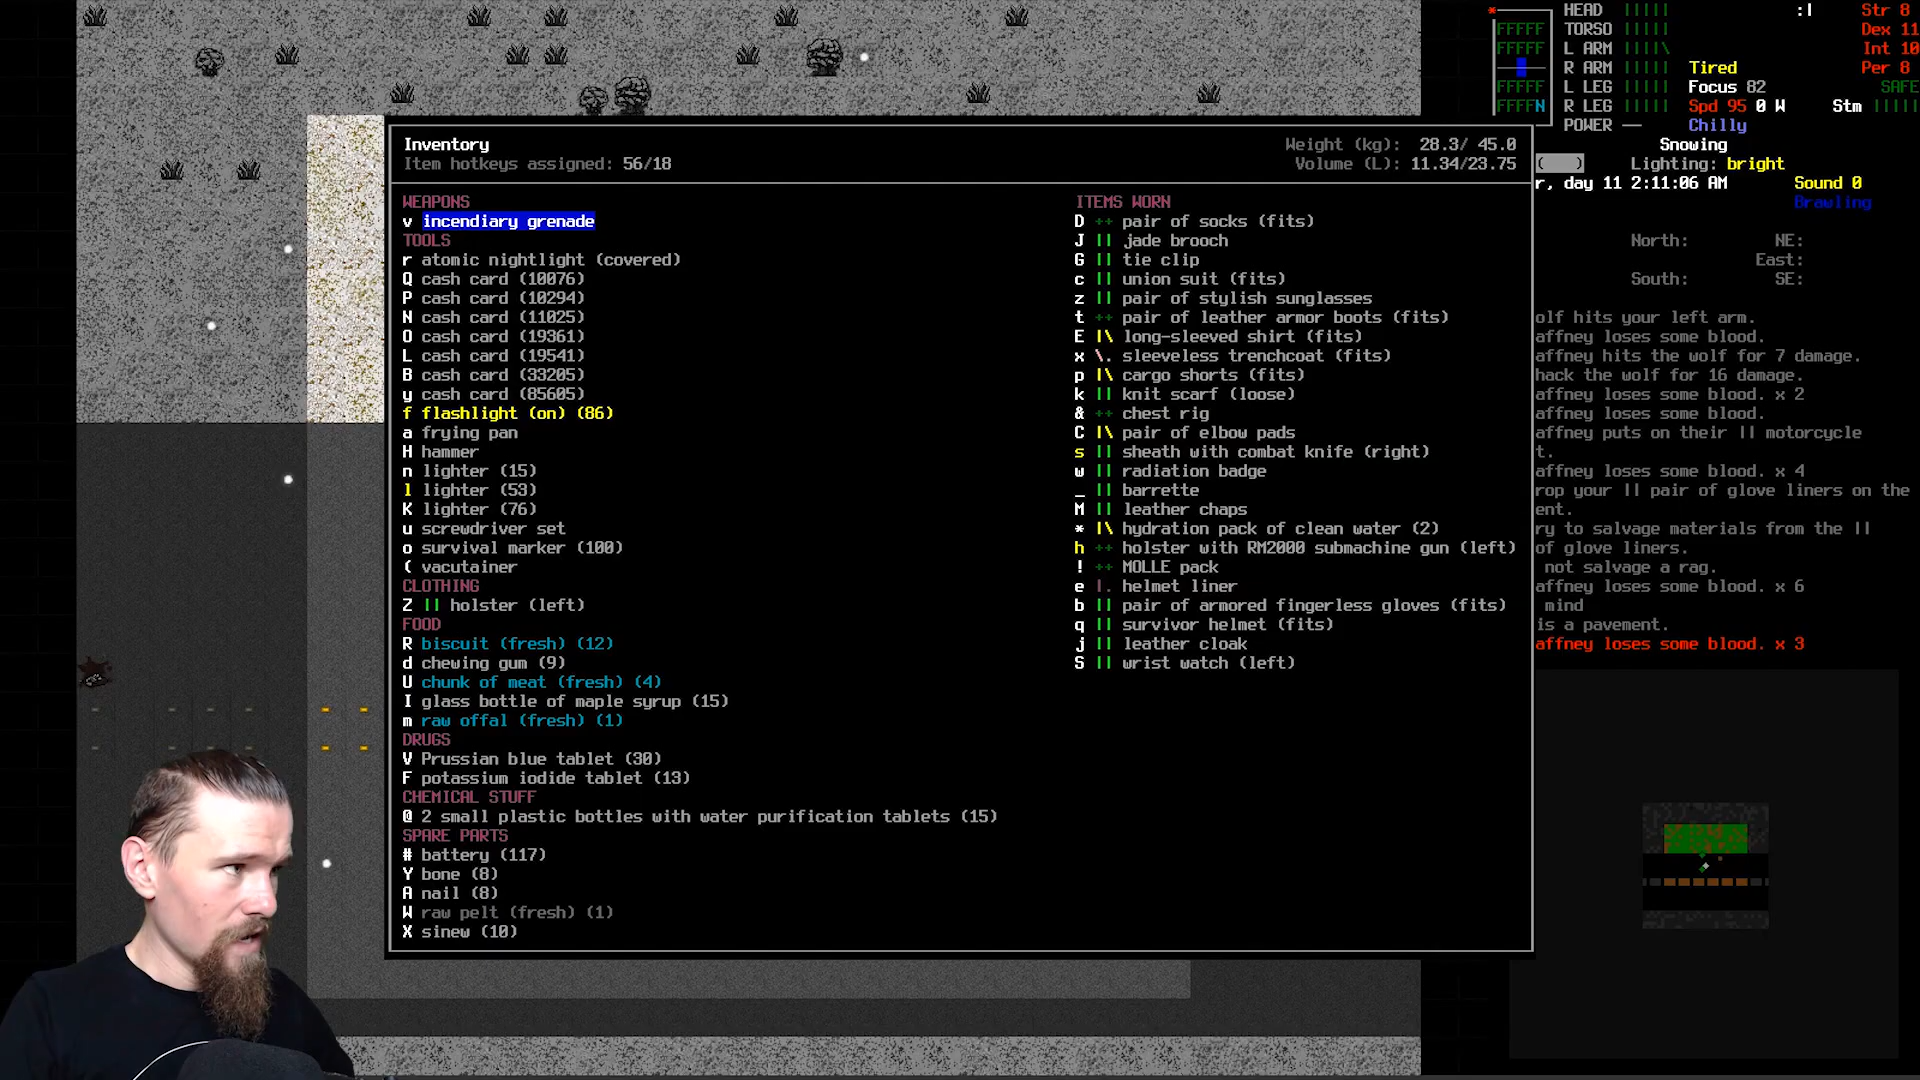 Inventory
Item hotkeys assigned: 56/18
Weight (kg): 28.3/ 45.0
Volume (L): 11.34/23.75
WEAPONS
v incendiary grenade
TOOLS
r atomic nightlight (covered)
Q cash card (10076)
P cash card (10294)
N cash card (11025)
O cash card (19361)
L cash card (19541)
B cash card (33205)
y cash card (85605)
f flashlight (on) (86)
a frying pan
H hammer
n lighter (15)
l lighter (53)
K lighter (76)
u screwdriver set
o survival marker (100)
( vacutainer
CLOTHING
Z || holster (left)
FOOD
R biscuit (fresh) (12)
d chewing gum (9)
U chunk of meat (fresh) (4)
I glass bottle of maple syrup (15)
m raw offal (fresh) (1)
DRUGS
V Prussian blue tablet (30)
F potassium iodide tablet (13)
CHEMICAL STUFF
@ 2 small plastic bottles with water purification tablets (15)
SPARE PARTS
# battery (117)
Y bone (8)
A nail (8)
W raw pelt (fresh) (1)
X sinew (10)
ITEMS WORN
D ++ pair of socks (fits)
J || jade brooch
G || tie clip
c || union suit (fits)
z || pair of stylish sunglasses
t ++ pair of leather armor boots (fits)
E |\ long-sleeved shirt (fits)
x \. sleeveless trenchcoat (fits)
p |\ cargo shorts (fits)
k || knit scarf (loose)
& ++ chest rig
C |\ pair of elbow pads
s || sheath with combat knife (right)
w || radiation badge
_ || barrette
M || leather chaps
* |\ hydration pack of clean water (2)
h ++ holster with RM2000 submachine gun (left)
! ++ MOLLE pack
e |. helmet liner
b || pair of armored fingerless gloves (fits)
q || survivor helmet (fits)
j || leather cloak
S || wrist watch (left)
HEAD ||||| :| Str 8
FFFFF TORSO ||||| Dex 11
FFFFF L ARM ||||\ Int 10
R ARM ||||| Tired Per 8
FFFFF L LEG ||||| Focus 82 SAFE
FFFFN R LEG ||||| Spd 95 0 W Stm |||||
POWER — Chilly
Snowing
( ) Lighting: bright
r, day 11 2:11:06 AM Sound 0
Brawling
North: NE:
East:
South: SE:
olf hits your left arm.
affney loses some blood.
affney hits the wolf for 7 damage.
hack the wolf for 16 damage.
affney loses some blood. x 2
affney loses some blood.
affney puts on their || motorcycle
t.
affney loses some blood. x 4
rop your || pair of glove liners on the
ent.
ry to salvage materials from the ||
of glove liners.
not salvage a rag.
affney loses some blood. x 6
mind
is a pavement.
affney loses some blood. x 3